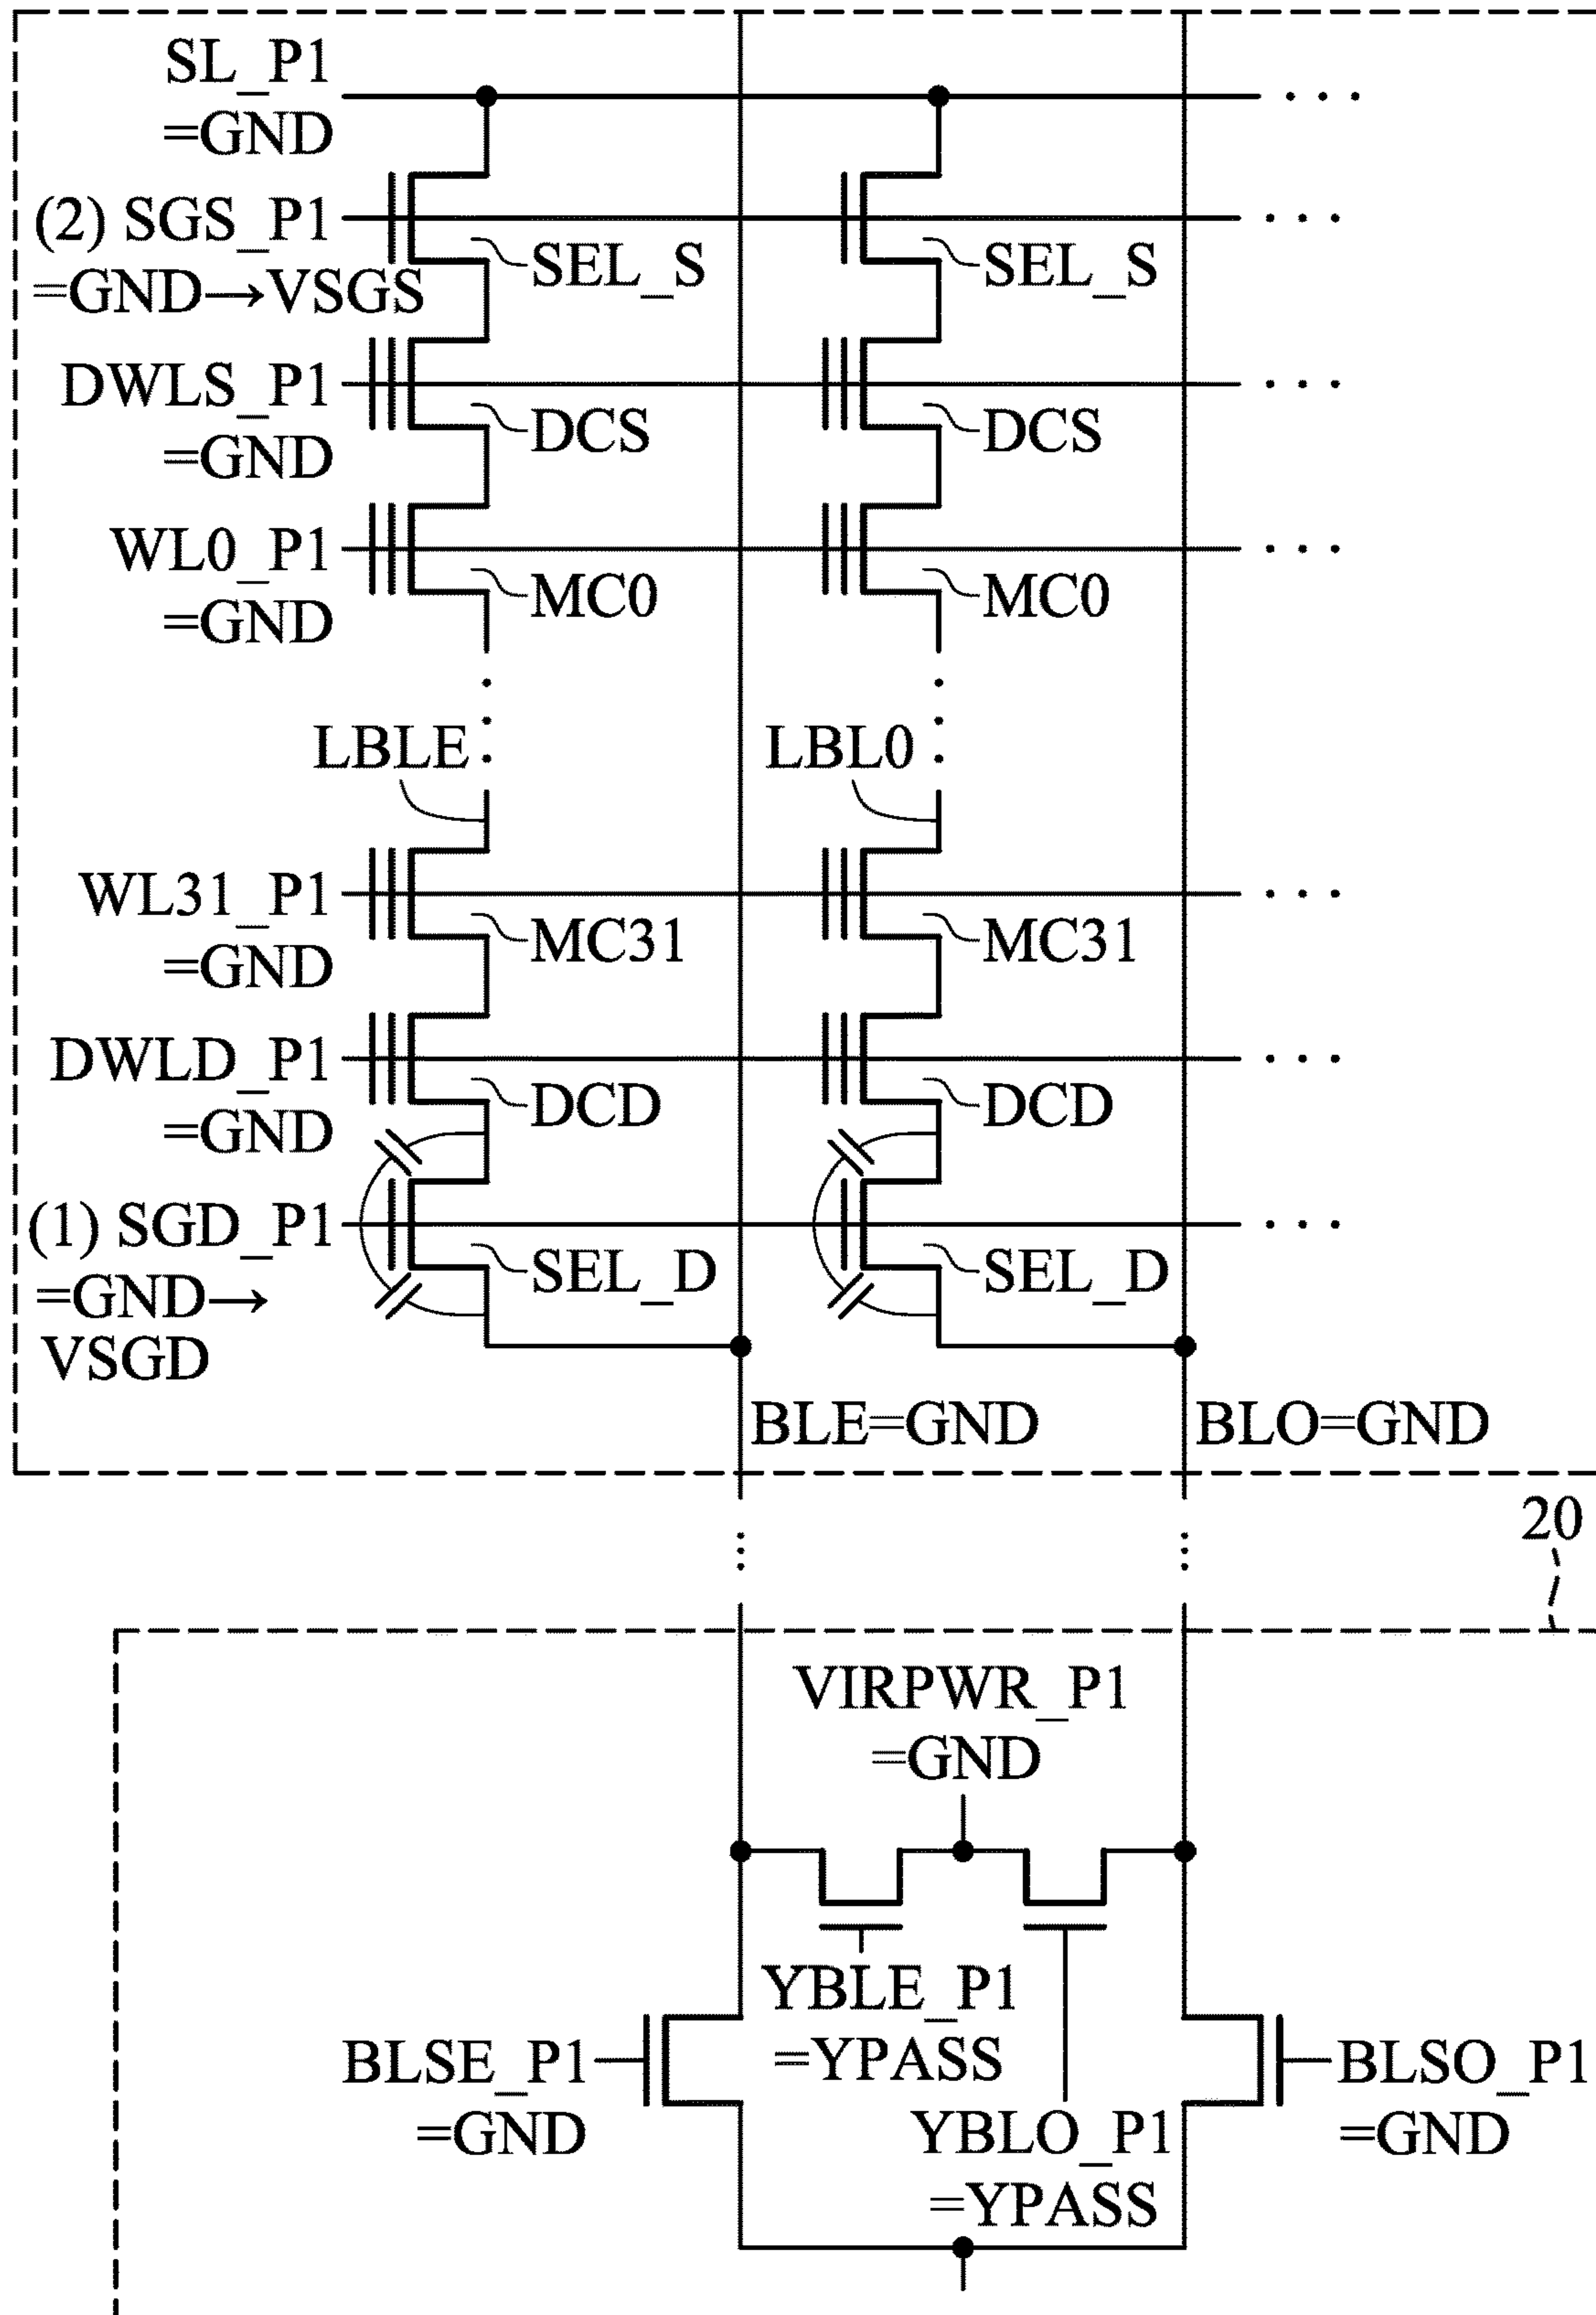 SL_P1
=GND
(2) SGS_P1
=GND→VSGS
SEL_S
SEL_S
DWLS_P1
=GND
DCS
DCS
WL0_P1
=GND
MC0
MC0
LBLE
LBL0
WL31_P1
=GND
MC31
MC31
DWLD_P1
=GND
DCD
DCD
(1) SGD_P1
=GND→
VSGD
SEL_D
SEL_D
BLE=GND
BLO=GND
20
VIRPWR_P1
=GND
YBLE_P1
=YPASS
BLSE_P1
=GND
BLSO_P1
=GND
YBLO_P1
=YPASS